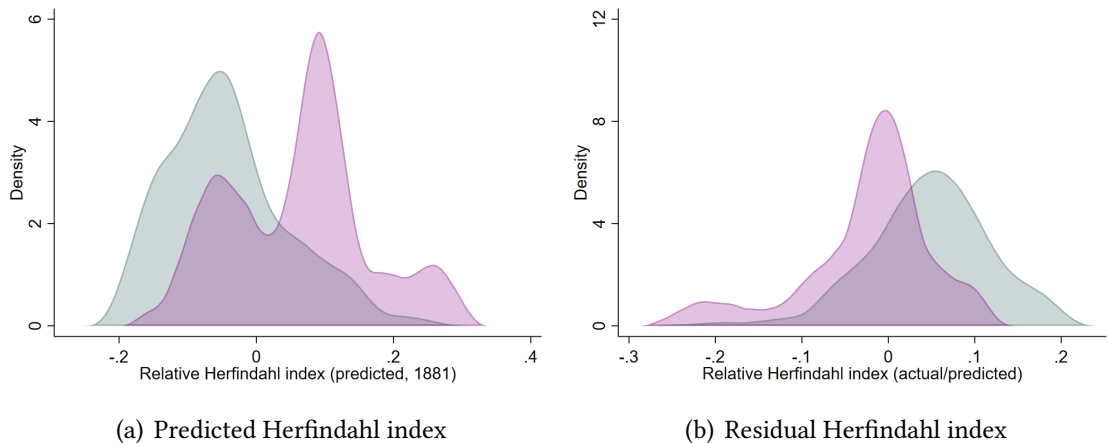 6
4
2
0
Density
-.2 0 .2 .4
Relative Herfindahl index (predicted, 1881)
(a) Predicted Herfindahl index
12
8
4
0
Density
-.3 -.2 -.1 0 .1 .2
Relative Herfindahl index (actual/predicted)
(b) Residual Herfindahl index